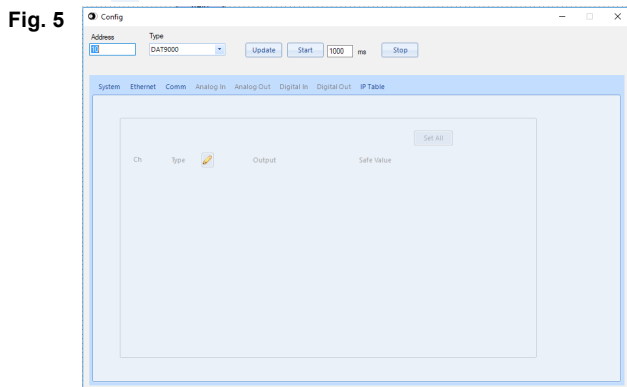 Fig. 5
Config
Address Type
10 DAT9000 Update Start 1000 ms Stop
System Ethernet Comm Analog In Analog Out Digital In Digital Out IP Table
Set All
Ch Type Output Safe Value